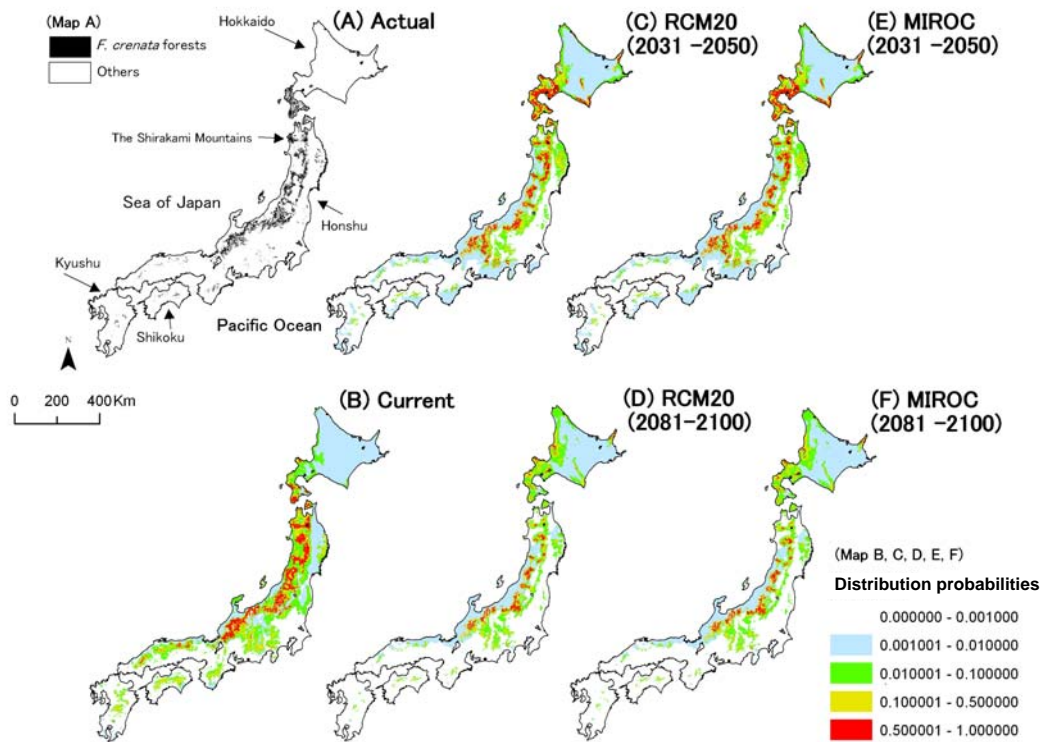 (Map A)
F. crenata forests
Others
Hokkaido
The Shirakami Mountains
Sea of Japan
Honshu
Kyushu
Shikoku
Pacific Ocean
N
0 200 400Km
(A) Actual
(C) RCM20
(2031 -2050)
(E) MIROC
(2031 -2050)
(B) Current
(D) RCM20
(2081-2100)
(F) MIROC
(2081 -2100)
(Map B, C, D, E, F)
Distribution probabilities
0.000000 - 0.001000
0.001001 - 0.010000
0.010001 - 0.100000
0.100001 - 0.500000
0.500001 - 1.000000